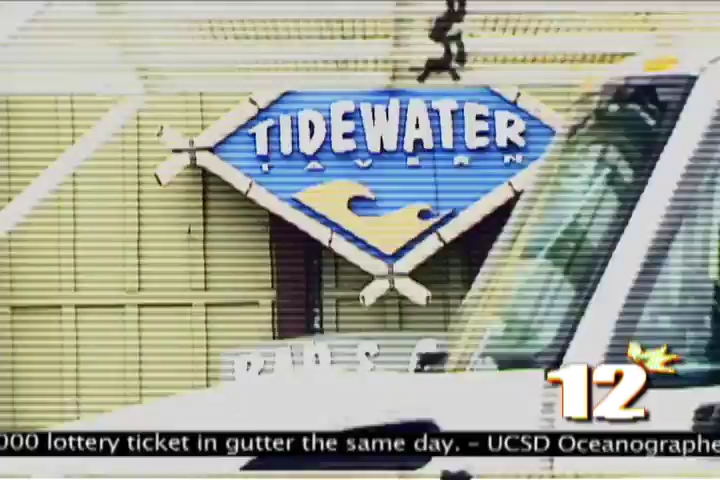 TIDEWATER
TAVERN
12
000 lottery ticket in gutter the same day. – UCSD Oceanographe